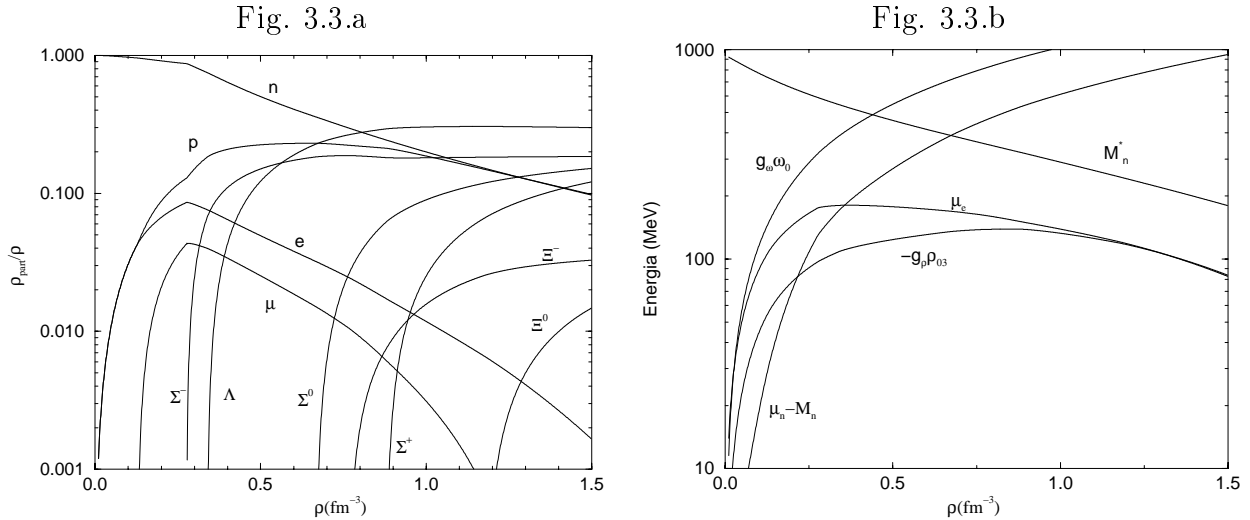 Fig. 3.3.a
1.000
0.100
0.010
0.001
ρpart/ρ
n
p
e
μ
Σ⁻
Λ
Σ⁰
Σ⁺
Ξ⁻
Ξ⁰
0.0 0.5 1.0 1.5
ρ(fm⁻³)
Fig. 3.3.b
1000
100
10
Energia (MeV)
gωω₀
M*n
μe
−gρρ₀₃
μn−Mn
0.0 0.5 1.0 1.5
ρ(fm⁻³)